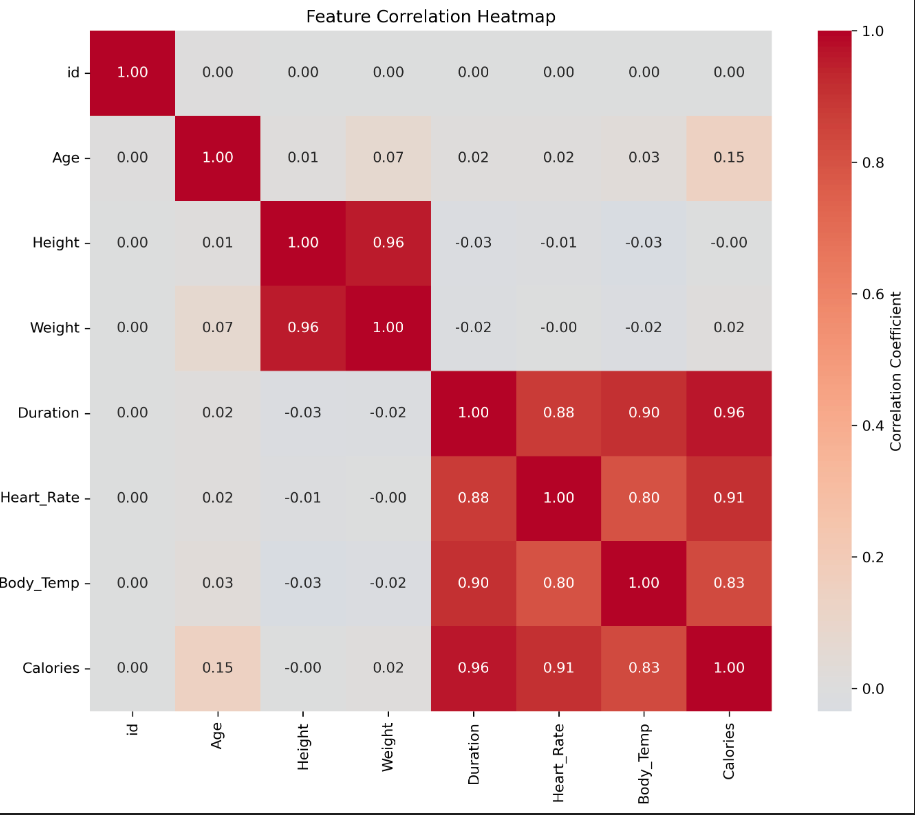 Feature Correlation Heatmap
id 1.00 0.00 0.00 0.00 0.00 0.00 0.00 0.00
Age 0.00 1.00 0.01 0.07 0.02 0.02 0.03 0.15
Height 0.00 0.01 1.00 0.96 -0.03 -0.01 -0.03 -0.00
Weight 0.00 0.07 0.96 1.00 -0.02 -0.00 -0.02 0.02
Duration 0.00 0.02 -0.03 -0.02 1.00 0.88 0.90 0.96
Heart_Rate 0.00 0.02 -0.01 -0.00 0.88 1.00 0.80 0.91
Body_Temp 0.00 0.03 -0.03 -0.02 0.90 0.80 1.00 0.83
Calories 0.00 0.15 -0.00 0.02 0.96 0.91 0.83 1.00
id Age Height Weight Duration Heart_Rate Body_Temp Calories
1.0
0.8
0.6
0.4
0.2
0.0
Correlation Coefficient